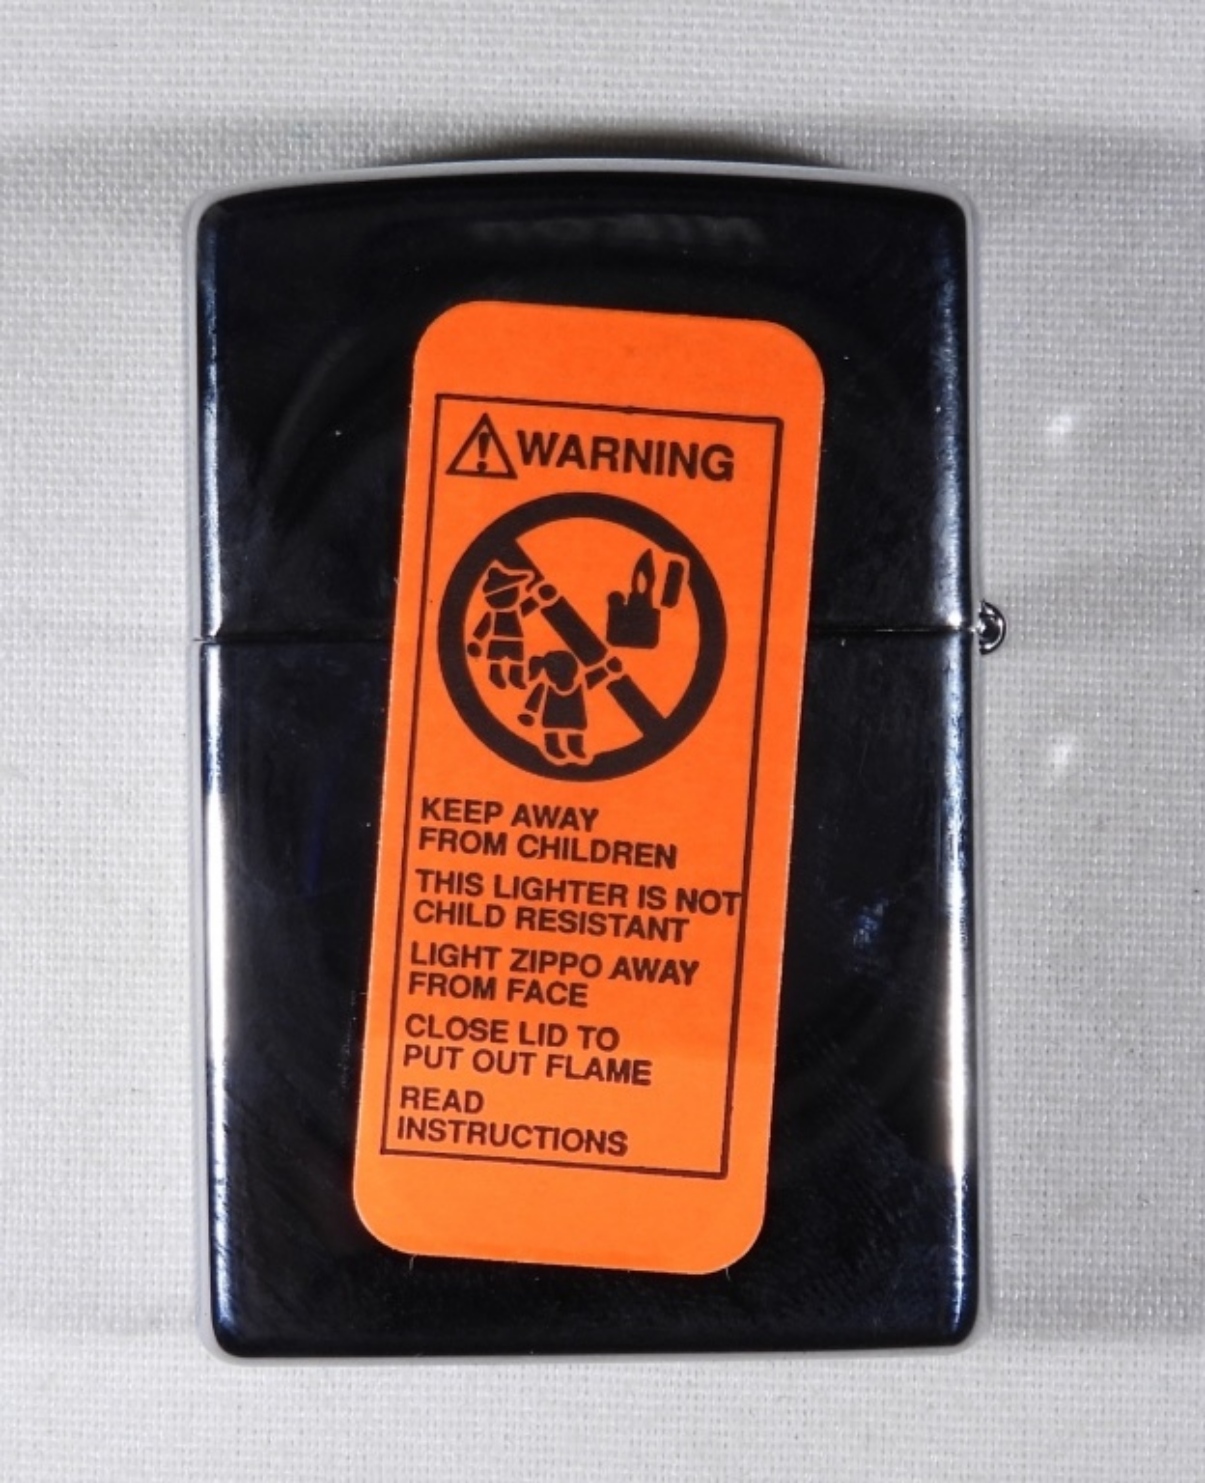 WARNING
KEEP AWAY
FROM CHILDREN
THIS LIGHTER IS NOT
CHILD RESISTANT
LIGHT ZIPPO AWAY
FROM FACE
CLOSE LID TO
PUT OUT FLAME
READ
INSTRUCTIONS